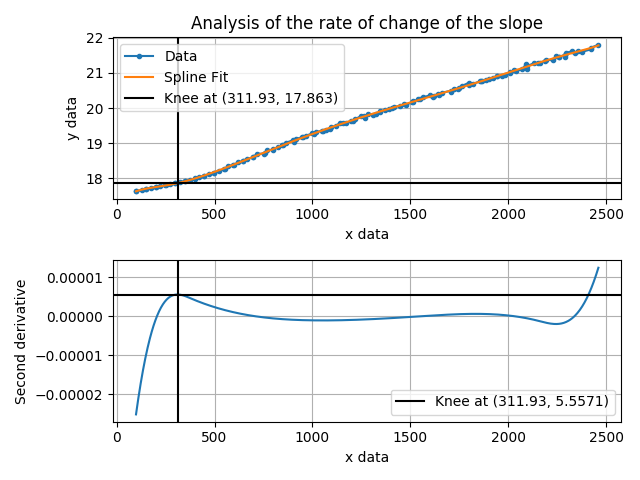 Analysis of the rate of change of the slope
22
21
20
19
18
y data
Data
Spline Fit
Knee at (311.93, 17.863)
0 500 1000 1500 2000 2500
x data
0.00001
0.00000
−0.00001
−0.00002
Second derivative
Knee at (311.93, 5.5571)
0 500 1000 1500 2000 2500
x data